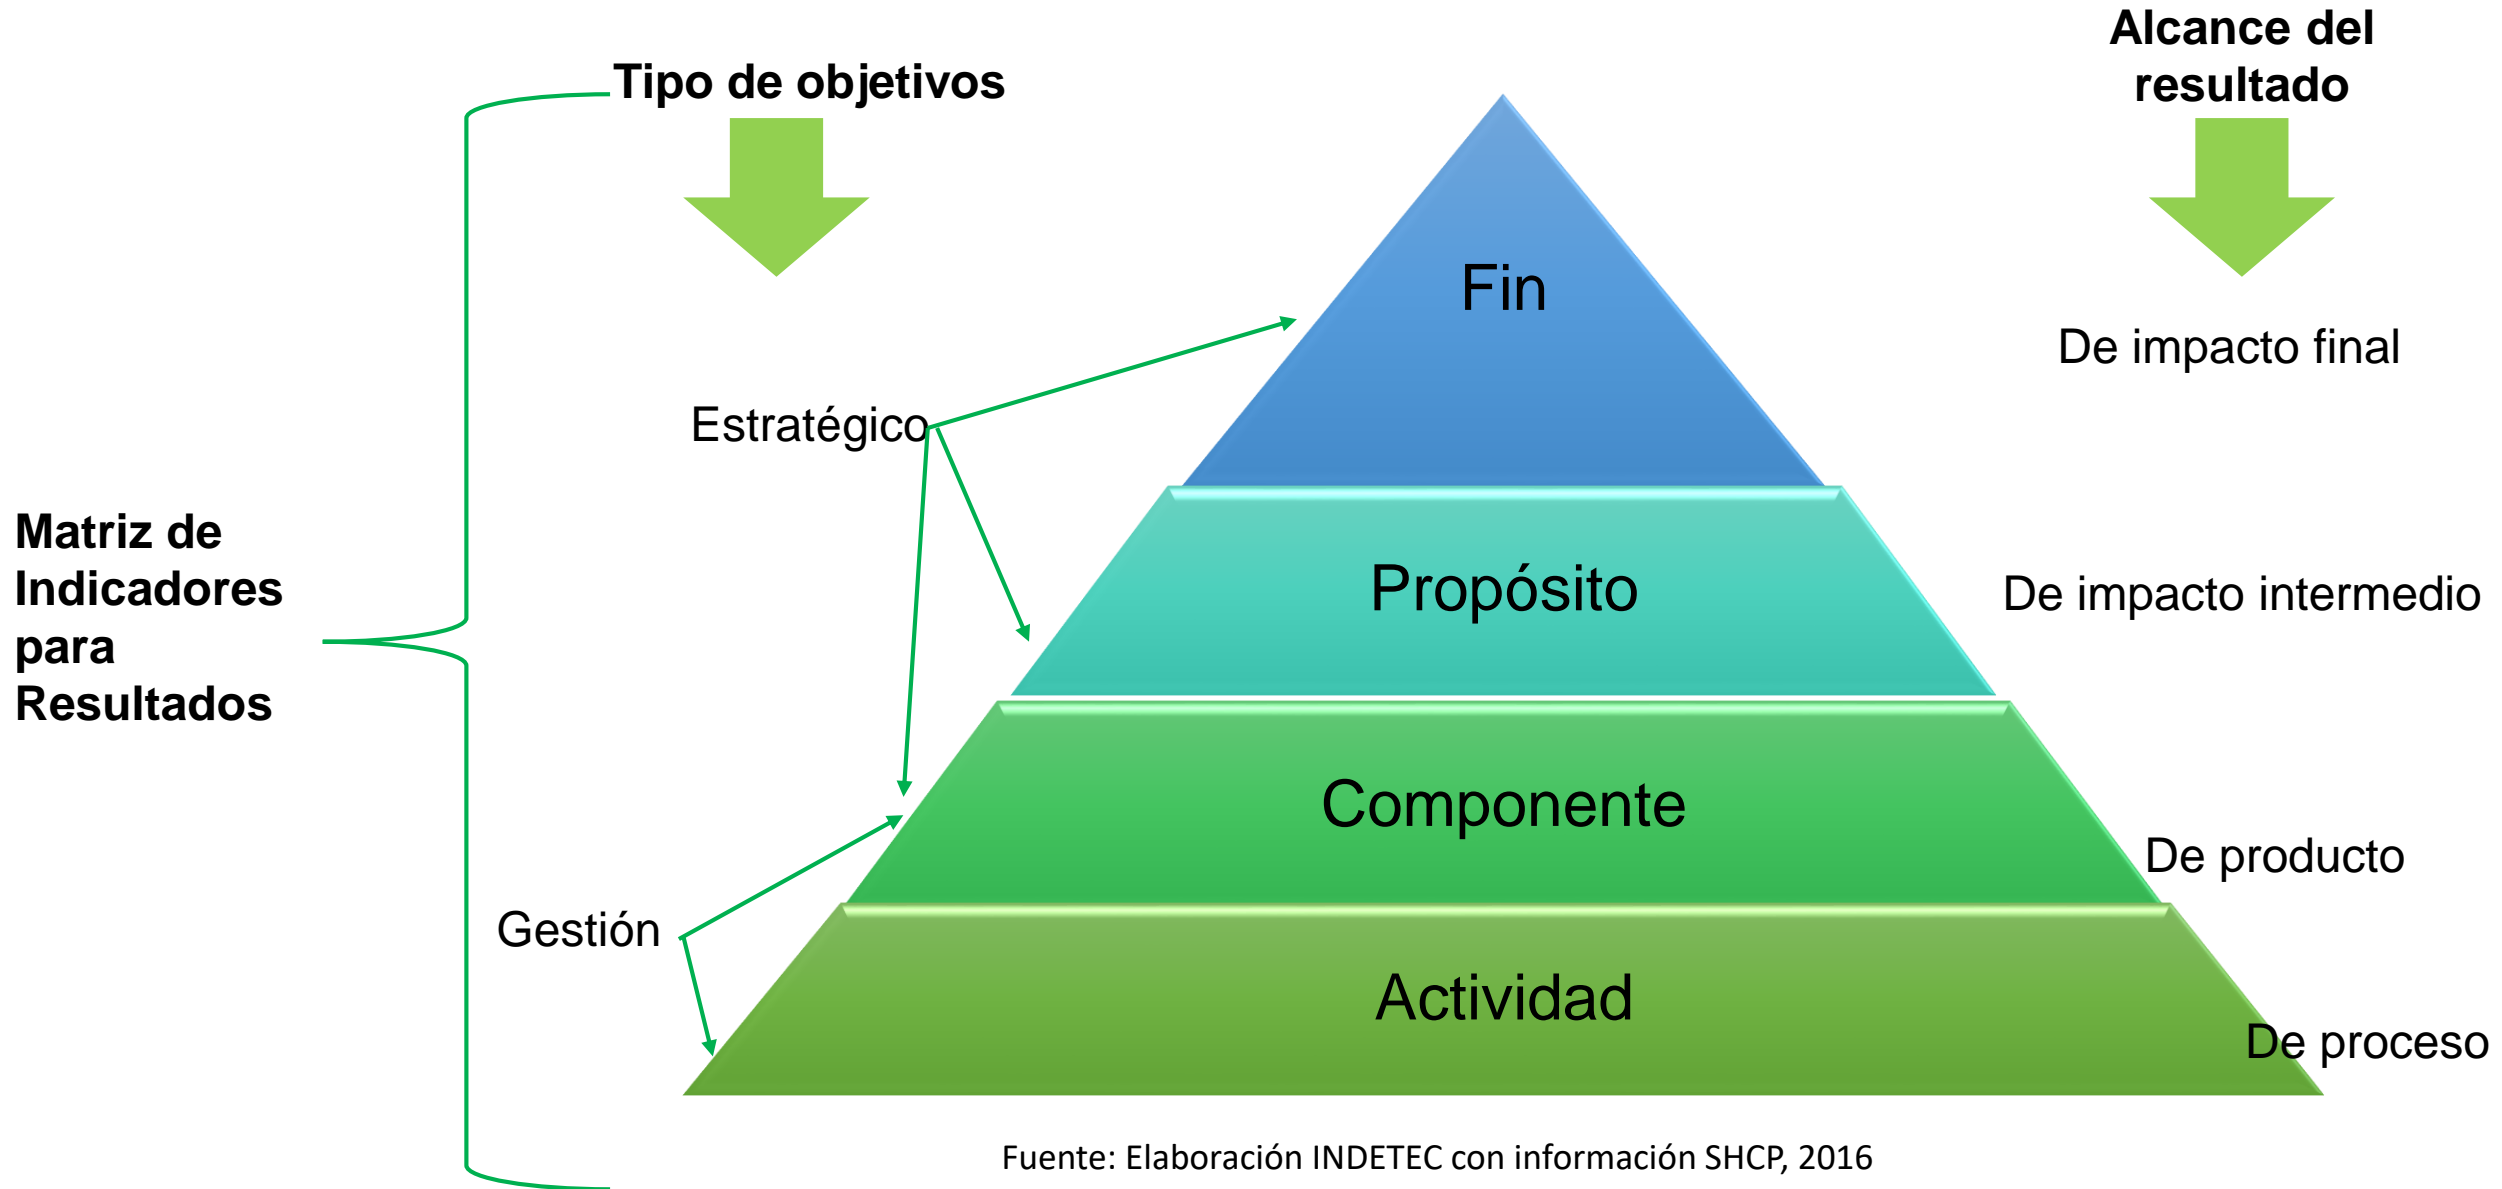 Alcance del
resultado
Tipo de objetivos
Fin
De impacto final
Estratégico
Matriz de
Indicadores
para
Resultados
Propósito
De impacto intermedio
Componente
De producto
Gestión
Actividad
De proceso
Fuente: Elaboración INDETEC con información SHCP, 2016